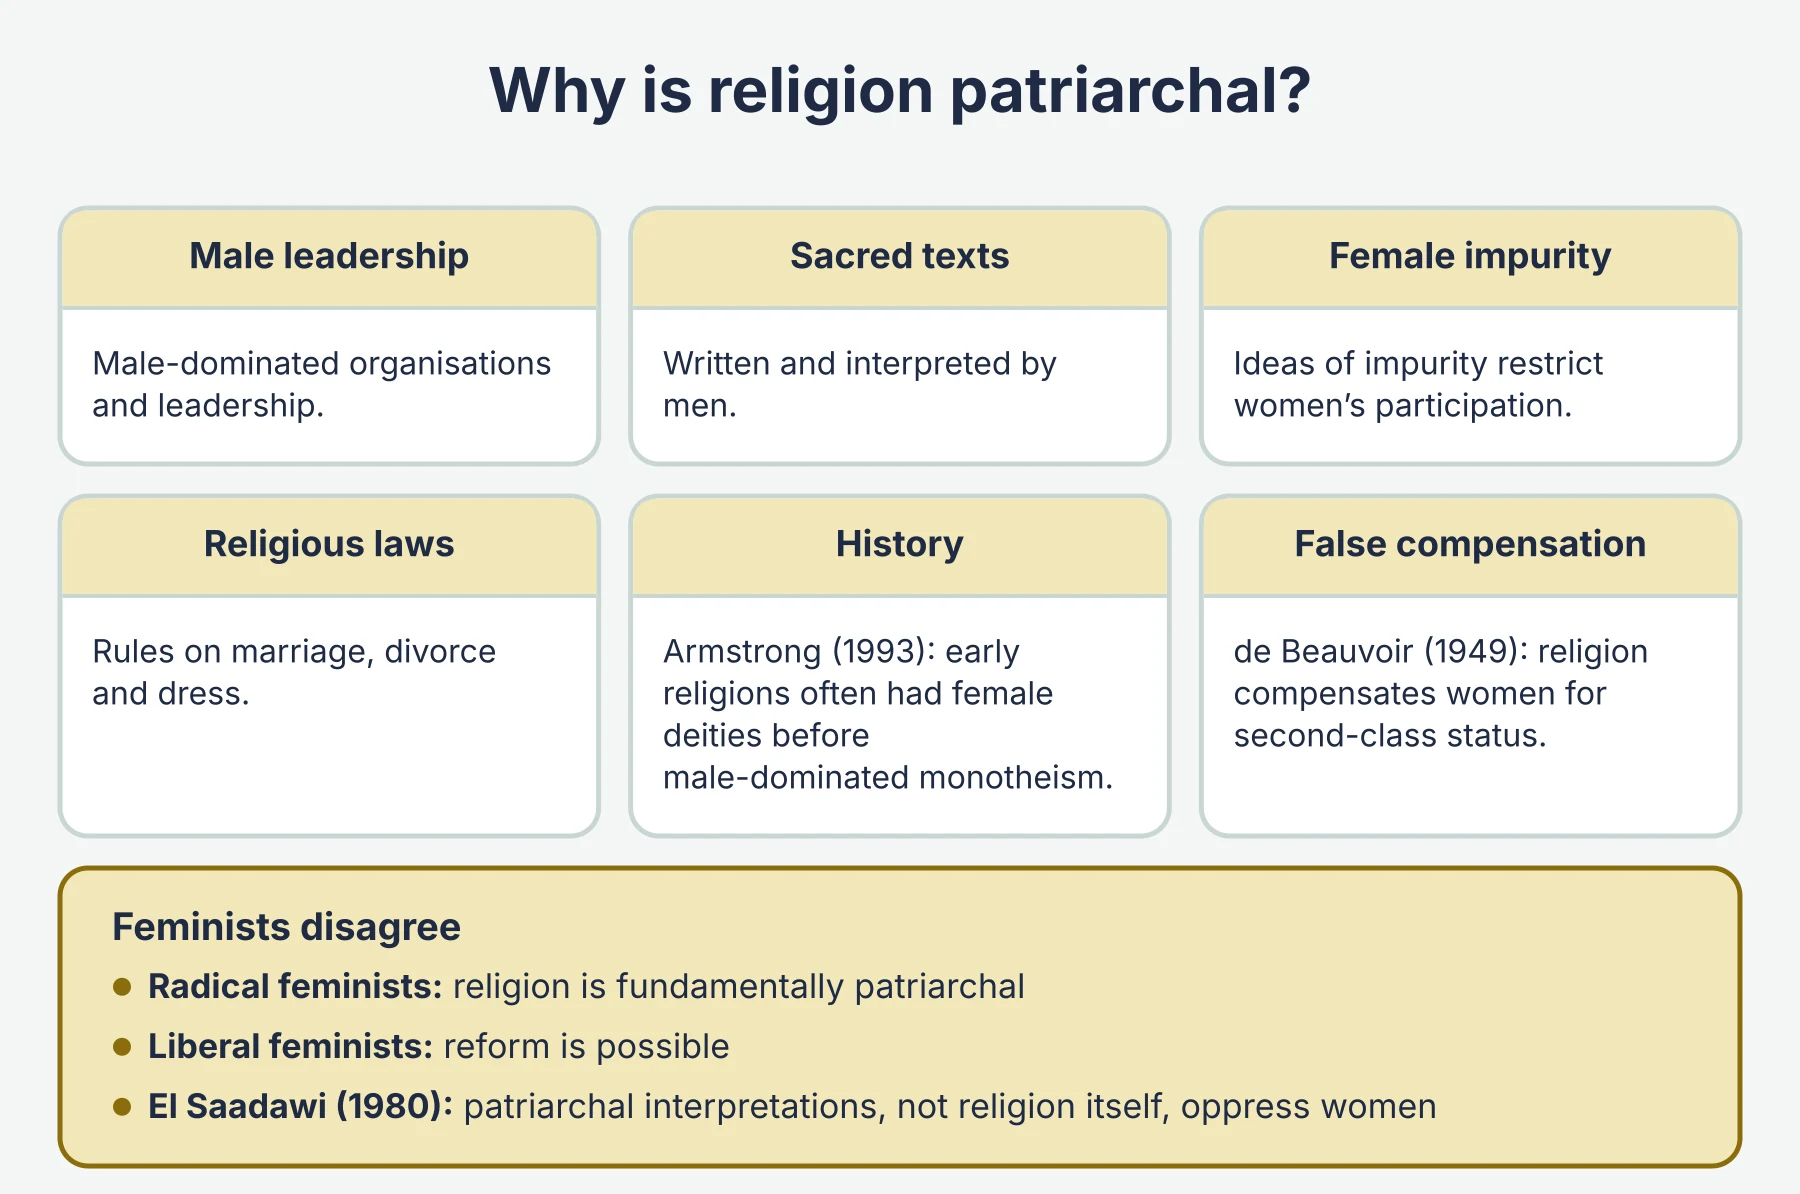 Why is religion patriarchal?
Male leadership
Male-dominated organisations
and leadership.
Sacred texts
Written and interpreted by
men.
Female impurity
Ideas of impurity restrict
women’s participation.
Religious laws
Rules on marriage, divorce
and dress.
History
Armstrong (1993): early
religions often had female
deities before
male-dominated monotheism.
False compensation
de Beauvoir (1949): religion
compensates women for
second-class status.
Feminists disagree
Radical feminists: religion is fundamentally patriarchal
Liberal feminists: reform is possible
El Saadawi (1980): patriarchal interpretations, not religion itself, oppress women